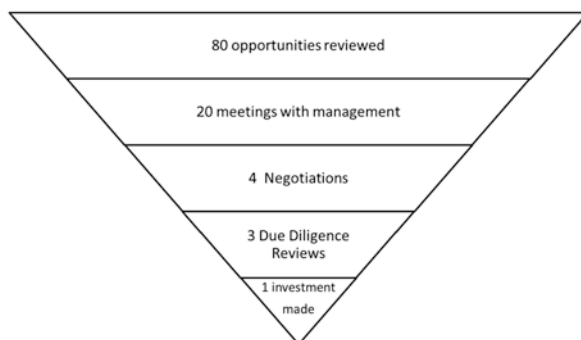 80 opportunities reviewed
20 meetings with management
4 Negotiations
3 Due Diligence
Reviews
1 investment
made